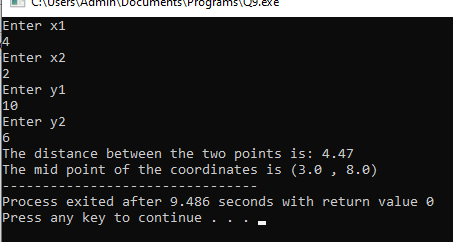 C:\Users\Admin\Documents\Programs\Q9.exe
Enter x1
4
Enter x2
2
Enter y1
10
Enter y2
6
The distance between the two points is: 4.47
The mid point of the coordinates is (3.0 , 8.0)
--------------------------------
Process exited after 9.486 seconds with return value 0
Press any key to continue . . .